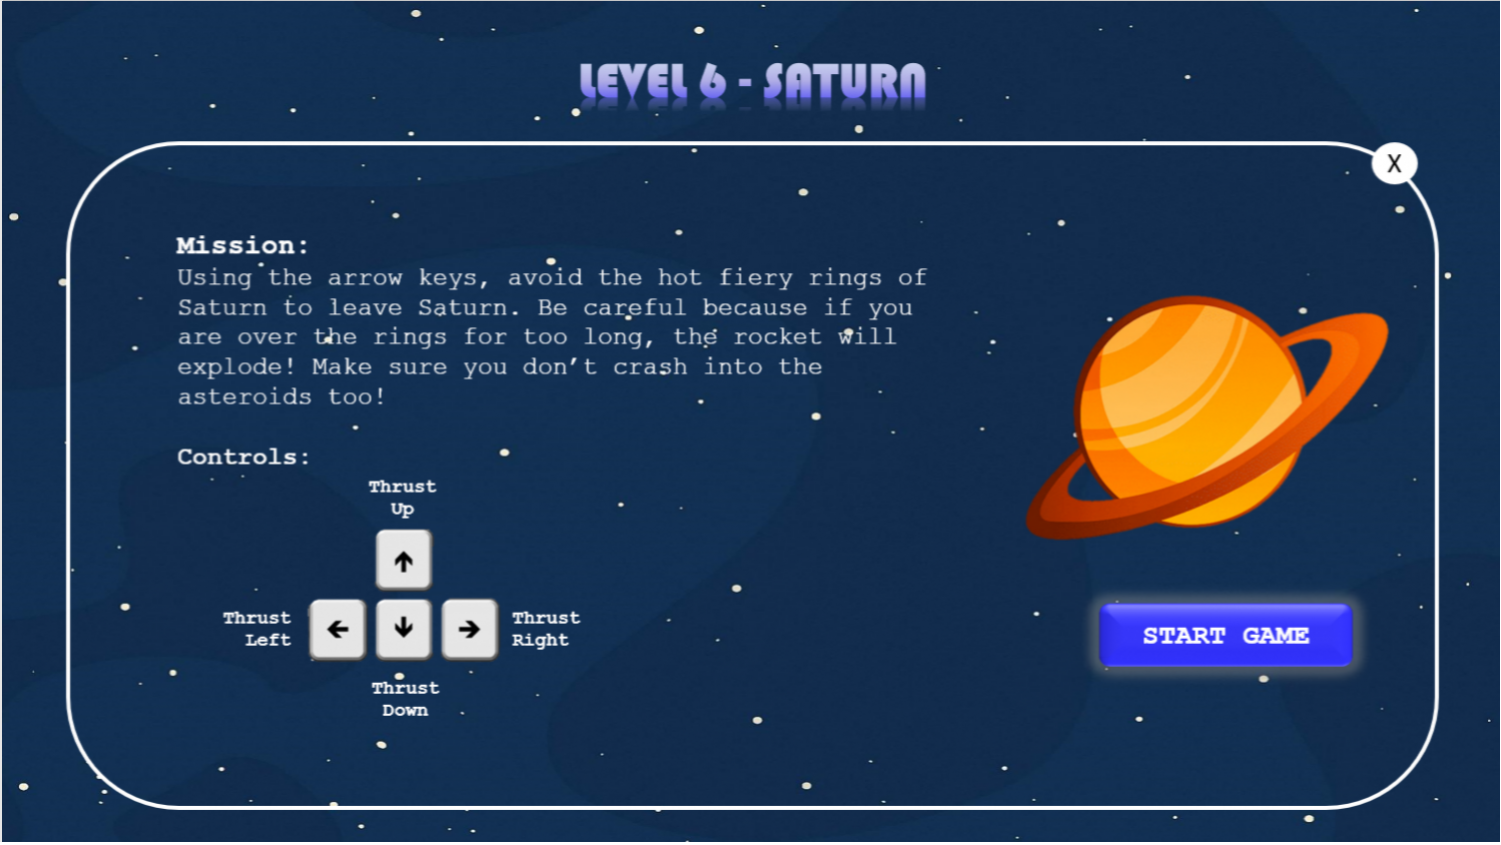 LEVEL 6 - SATURN
X
Mission:
Using the arrow keys, avoid the hot fiery rings of
Saturn to leave Saturn. Be careful because if you
are over the rings for too long, the rocket will
explode! Make sure you don’t crash into the
asteroids too!
Controls:
Thrust
Up
Thrust
Left
Thrust
Right
Thrust
Down
START GAME